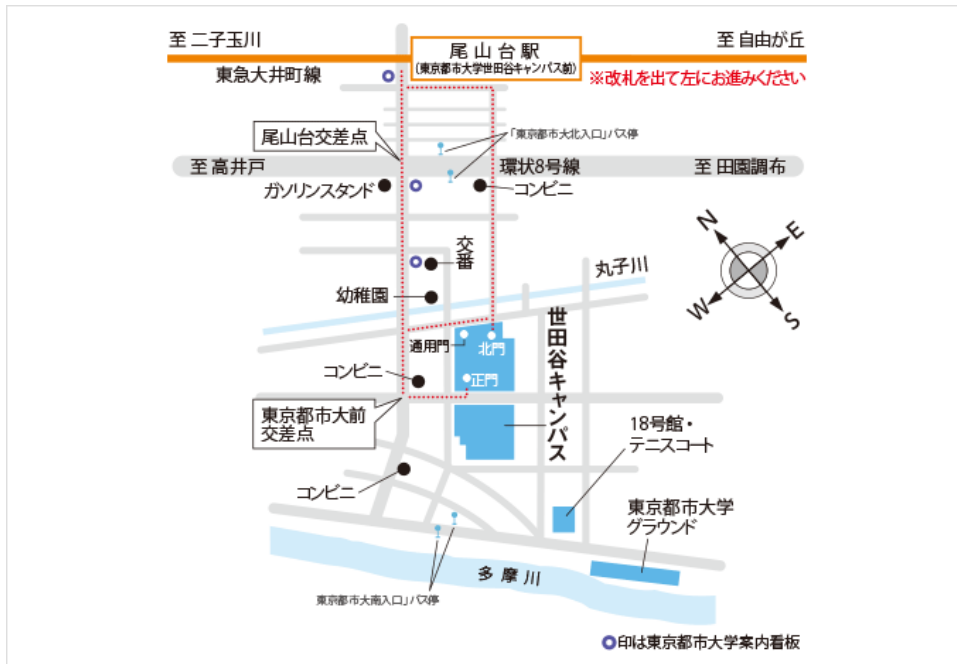 至 二子玉川
尾山台駅
(東京都市大学世田谷キャンパス前)
至 自由が丘
東急大井町線
※改札を出て左にお進みください
尾山台交差点
「東京都市大北入口」バス停
至 高井戸
環状8号線
至 田園調布
ガソリンスタンド
コンビニ
交番
幼稚園
丸子川
N
E
W
S
通用門
北門
世田谷キャンパス
コンビニ
正門
東京都市大前
交差点
18号館・
テニスコート
コンビニ
東京都市大学
グラウンド
多摩川
東京都市大南入口」バス停
印は東京都市大学案内看板